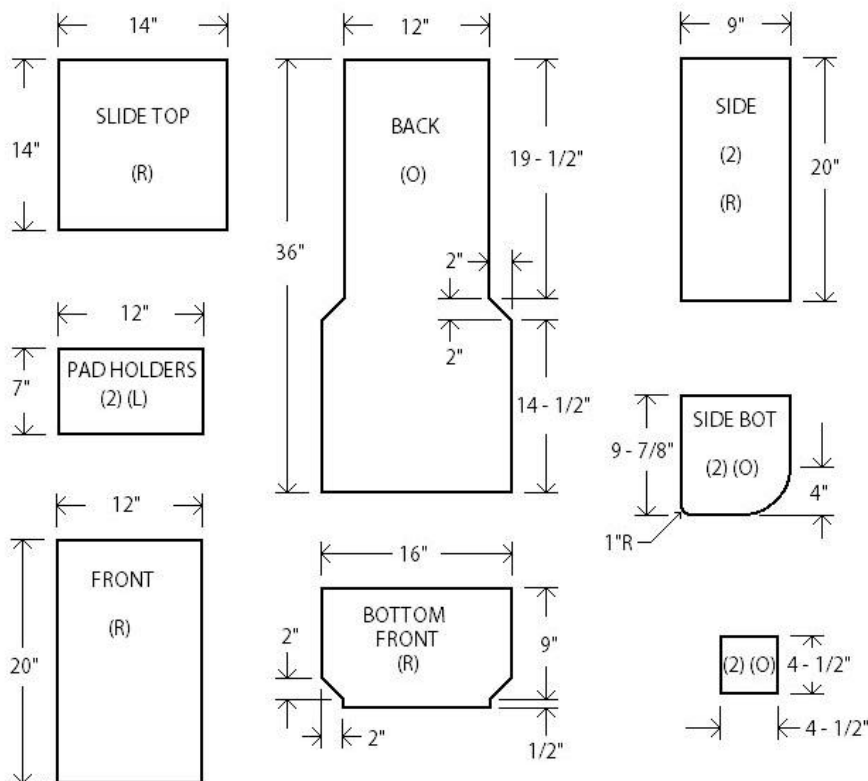 14"
14"
SLIDE TOP
(R)
12"
36"
BACK
(O)
19 - 1/2"
2"
2"
14 - 1/2"
9"
SIDE
(2)
(R)
20"
12"
7"
PAD HOLDERS
(2) (L)
9 - 7/8"
SIDE BOT
(2) (O)
4"
1"R
12"
20"
FRONT
(R)
16"
2"
BOTTOM
FRONT
(R)
9"
2"
1/2"
(2) (O)
4 - 1/2"
4 - 1/2"